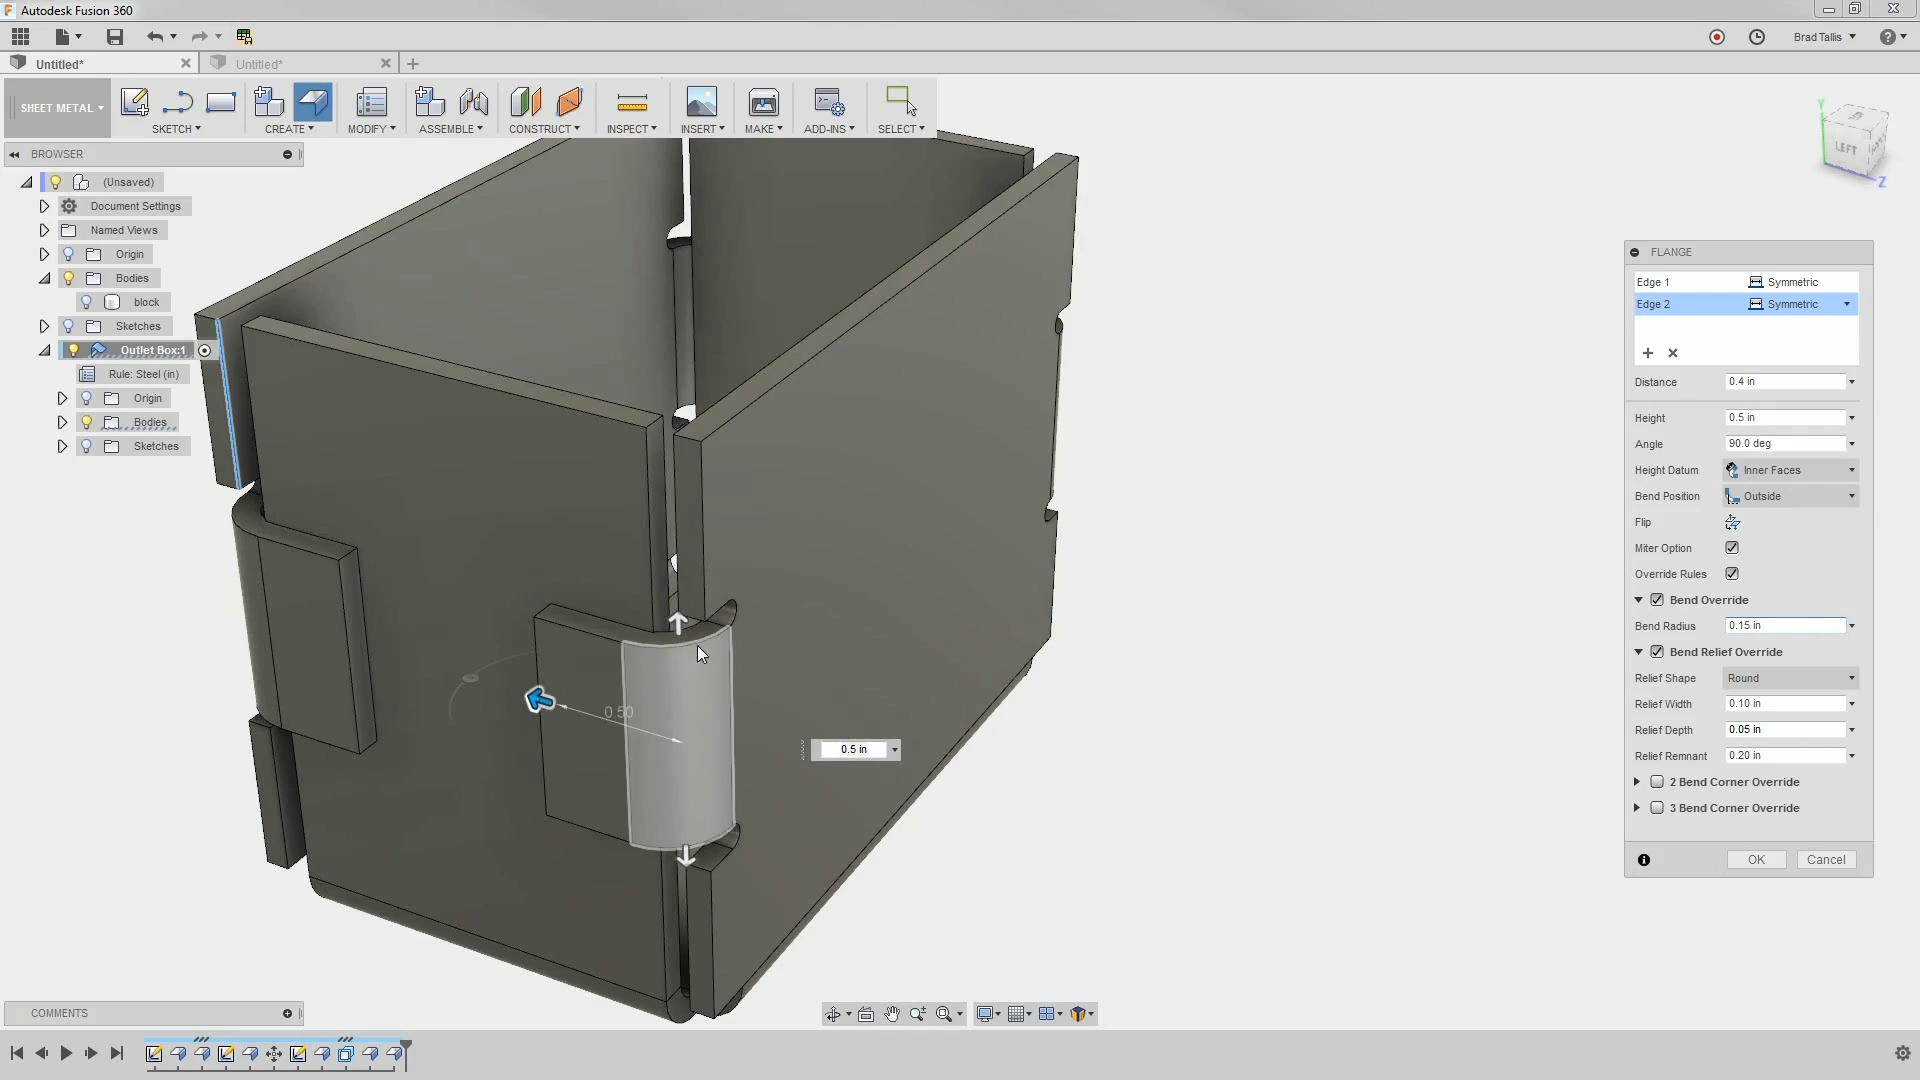 Autodesk Fusion 360
Brad Tallis
Untitled*
Untitled*
SHEET METAL
SKETCH
CREATE
MODIFY
ASSEMBLE
CONSTRUCT
INSPECT
INSERT
MAKE
ADD-INS
SELECT
BROWSER
(Unsaved)
Document Settings
Named Views
Origin
Bodies
block
Sketches
Outlet Box:1
Rule: Steel (in)
Origin
Bodies
Sketches
Y
LEFT
Z
0.50
0.5 in
FLANGE
Edge 1 Symmetric
Edge 2 Symmetric
Distance 0.4 in
Height 0.5 in
Angle 90.0 deg
Height Datum Inner Faces
Bend Position Outside
Flip
Miter Option
Override Rules
Bend Override
Bend Radius 0.15 in
Bend Relief Override
Relief Shape Round
Relief Width 0.10 in
Relief Depth 0.05 in
Relief Remnant 0.20 in
2 Bend Corner Override
3 Bend Corner Override
OK Cancel
COMMENTS